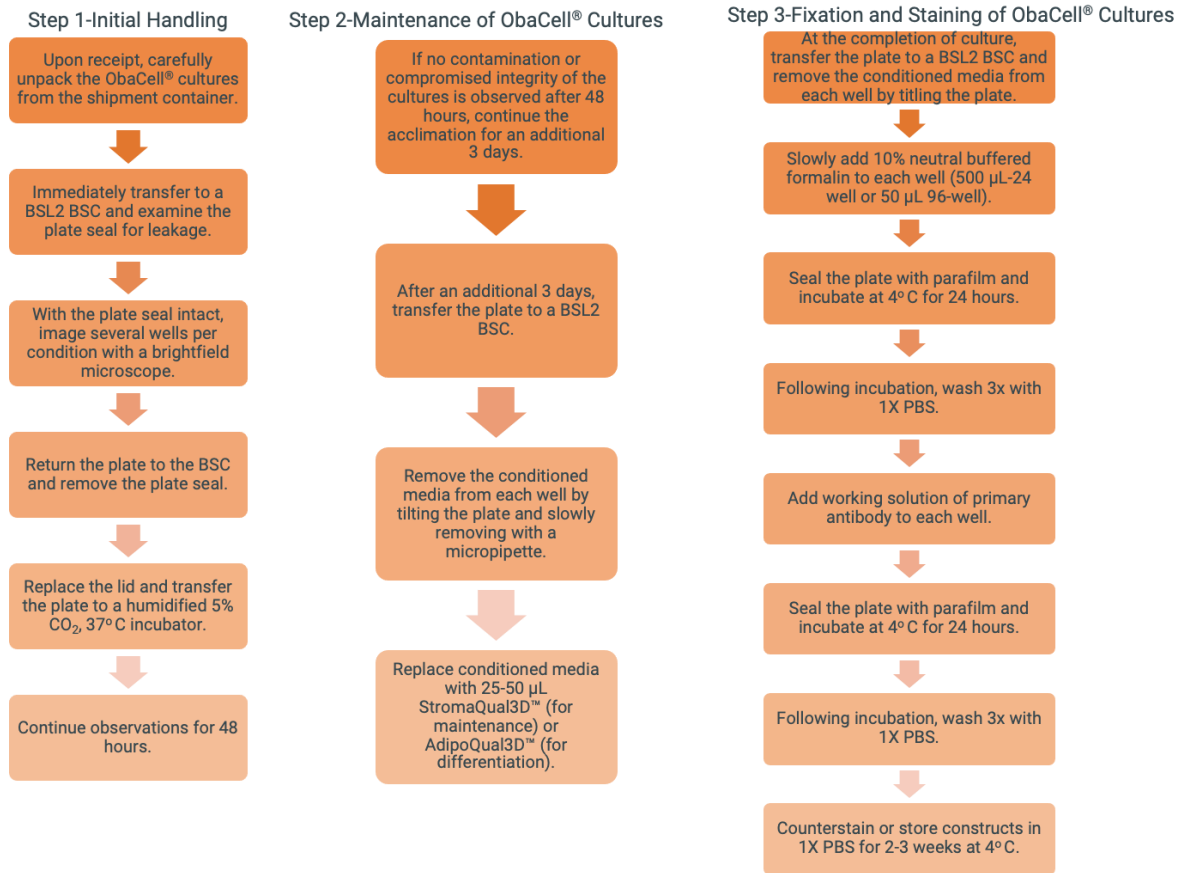 Step 1-Initial Handling
Upon receipt, carefully
unpack the ObaCell® cultures
from the shipment container.
Immediately transfer to a
BSL2 BSC and examine the
plate seal for leakage.
With the plate seal intact,
image several wells per
condition with a brightfield
microscope.
Return the plate to the BSC
and remove the plate seal.
Replace the lid and transfer
the plate to a humidified 5%
CO₂, 37º C incubator.
Continue observations for 48
hours.
Step 2-Maintenance of ObaCell® Cultures
If no contamination or
compromised integrity of the
cultures is observed after 48
hours, continue the
acclimation for an additional
3 days.
After an additional 3 days,
transfer the plate to a BSL2
BSC.
Remove the conditioned
media from each well by
tilting the plate and slowly
removing with a
micropipette.
Replace conditioned media
with 25-50 µL
StromaQual3D™ (for
maintenance) or
AdipoQual3D™ (for
differentiation).
Step 3-Fixation and Staining of ObaCell® Cultures
At the completion of culture,
transfer the plate to a BSL2 BSC and
remove the conditioned media from
each well by titling the plate.
Slowly add 10% neutral buffered
formalin to each well (500 µL-24
well or 50 µL 96-well).
Seal the plate with parafilm and
incubate at 4º C for 24 hours.
Following incubation, wash 3x with
1X PBS.
Add working solution of primary
antibody to each well.
Seal the plate with parafilm and
incubate at 4º C for 24 hours.
Following incubation, wash 3x with
1X PBS.
Counterstain or store constructs in
1X PBS for 2-3 weeks at 4º C.